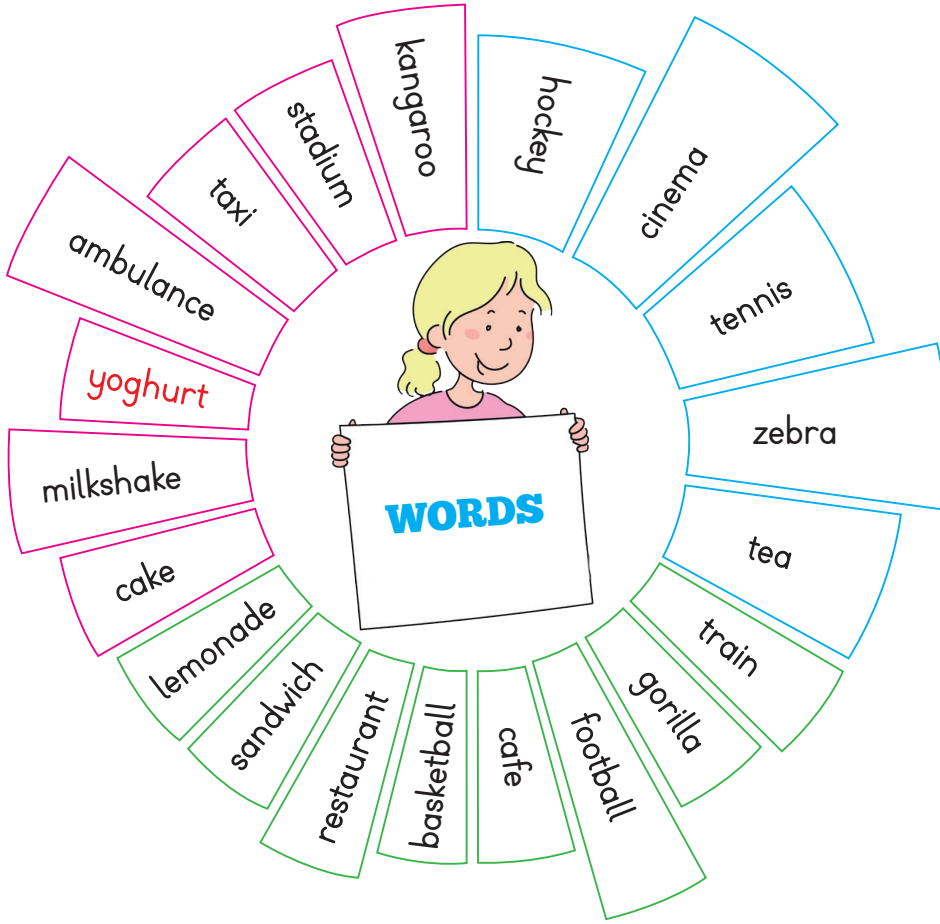 kangaroo
hockey
cinema
tennis
zebra
tea
train
gorilla
football
cafe
basketball
restaurant
sandwich
lemonade
cake
milkshake
yoghurt
ambulance
taxi
stadium
WORDS